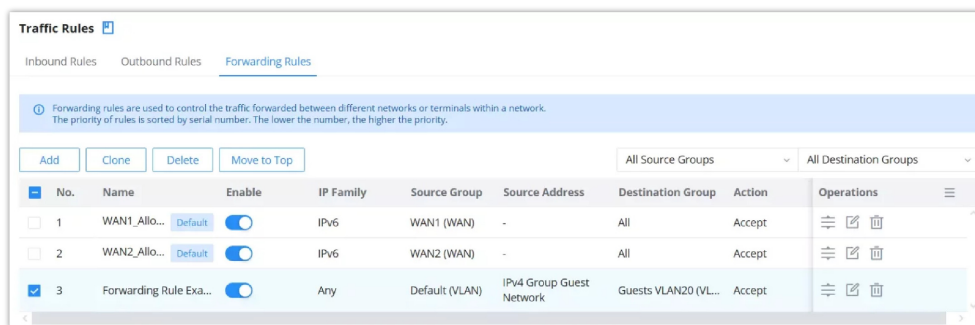 Traffic Rules
Inbound Rules Outbound Rules Forwarding Rules
Forwarding rules are used to control the traffic forwarded between different networks or terminals within a network.
The priority of rules is sorted by serial number. The lower the number, the higher the priority.
Add Clone Delete Move to Top All Source Groups All Destination Groups
No. Name Enable IP Family Source Group Source Address Destination Group Action Operations
1 WAN1_Allo... Default IPv6 WAN1 (WAN) - All Accept
2 WAN2_Allo... Default IPv6 WAN2 (WAN) - All Accept
3 Forwarding Rule Exa... Any Default (VLAN) IPv4 Group Guest Network Guests VLAN20 (VL... Accept